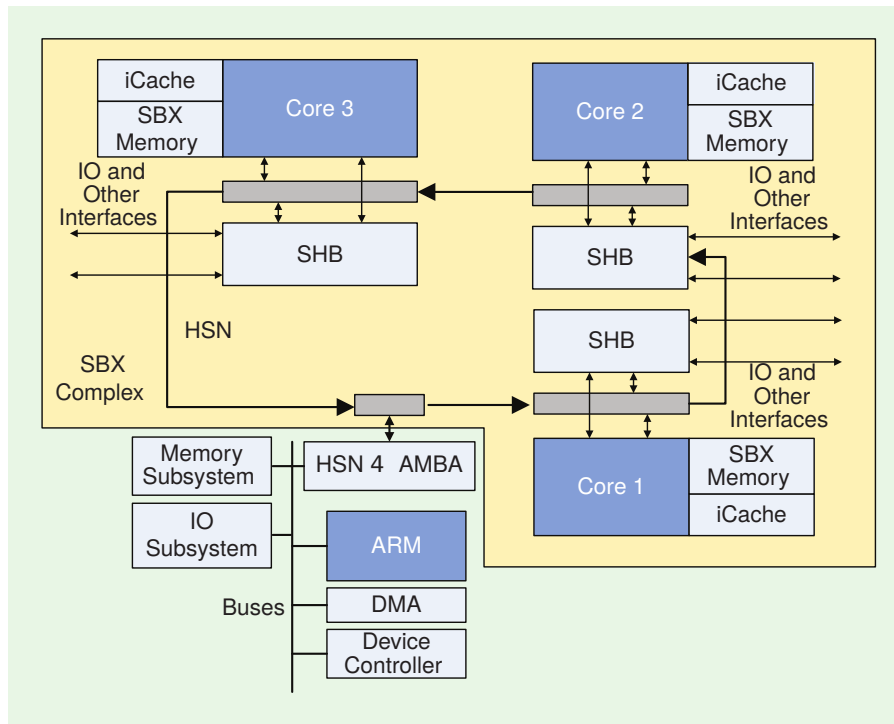 iCache
SBX
Memory
Core 3
Core 2
iCache
SBX
Memory
IO and
Other
Interfaces
SHB
IO and
Other
Interfaces
SHB
HSN
SHB
SBX
Complex
IO and
Other
Interfaces
Memory
Subsystem
HSN 4 AMBA
Core 1
SBX
Memory
iCache
IO
Subsystem
ARM
Buses
DMA
Device
Controller